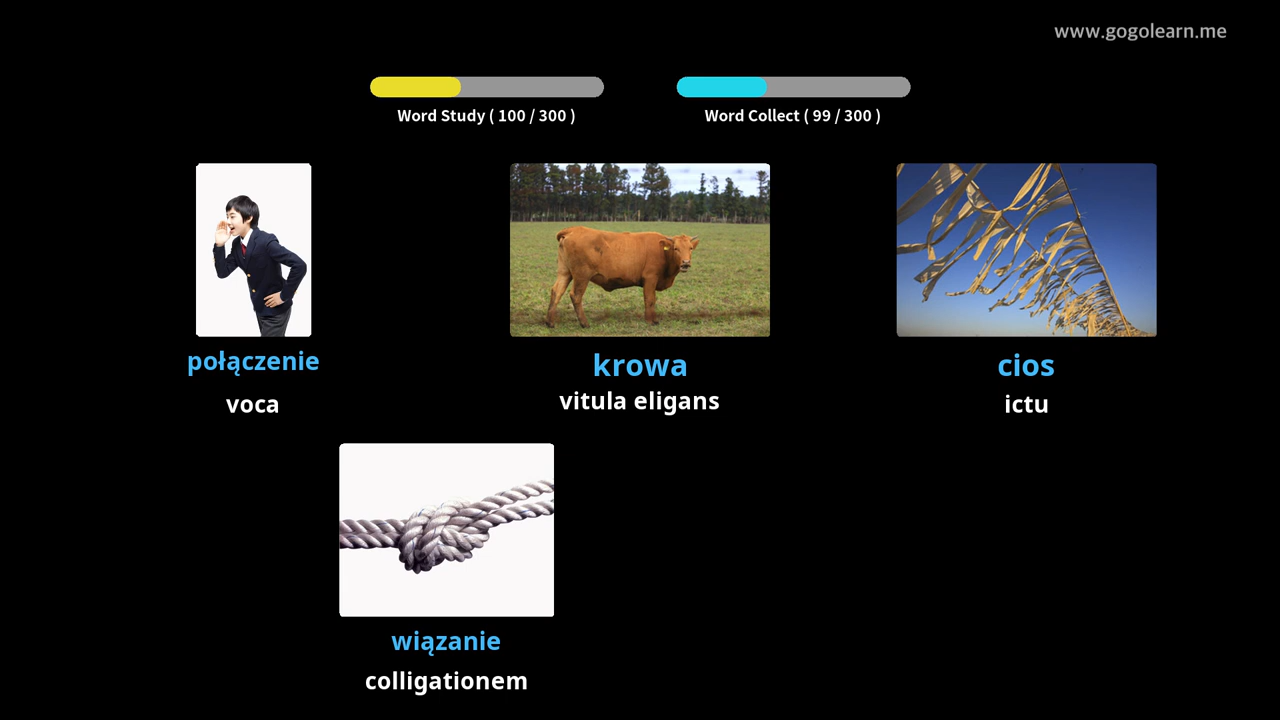 www.gogolearn.me
Word Study ( 100 / 300 )
Word Collect ( 99 / 300 )
połączenie
voca
krowa
vitula eligans
cios
ictu
wiązanie
colligationem